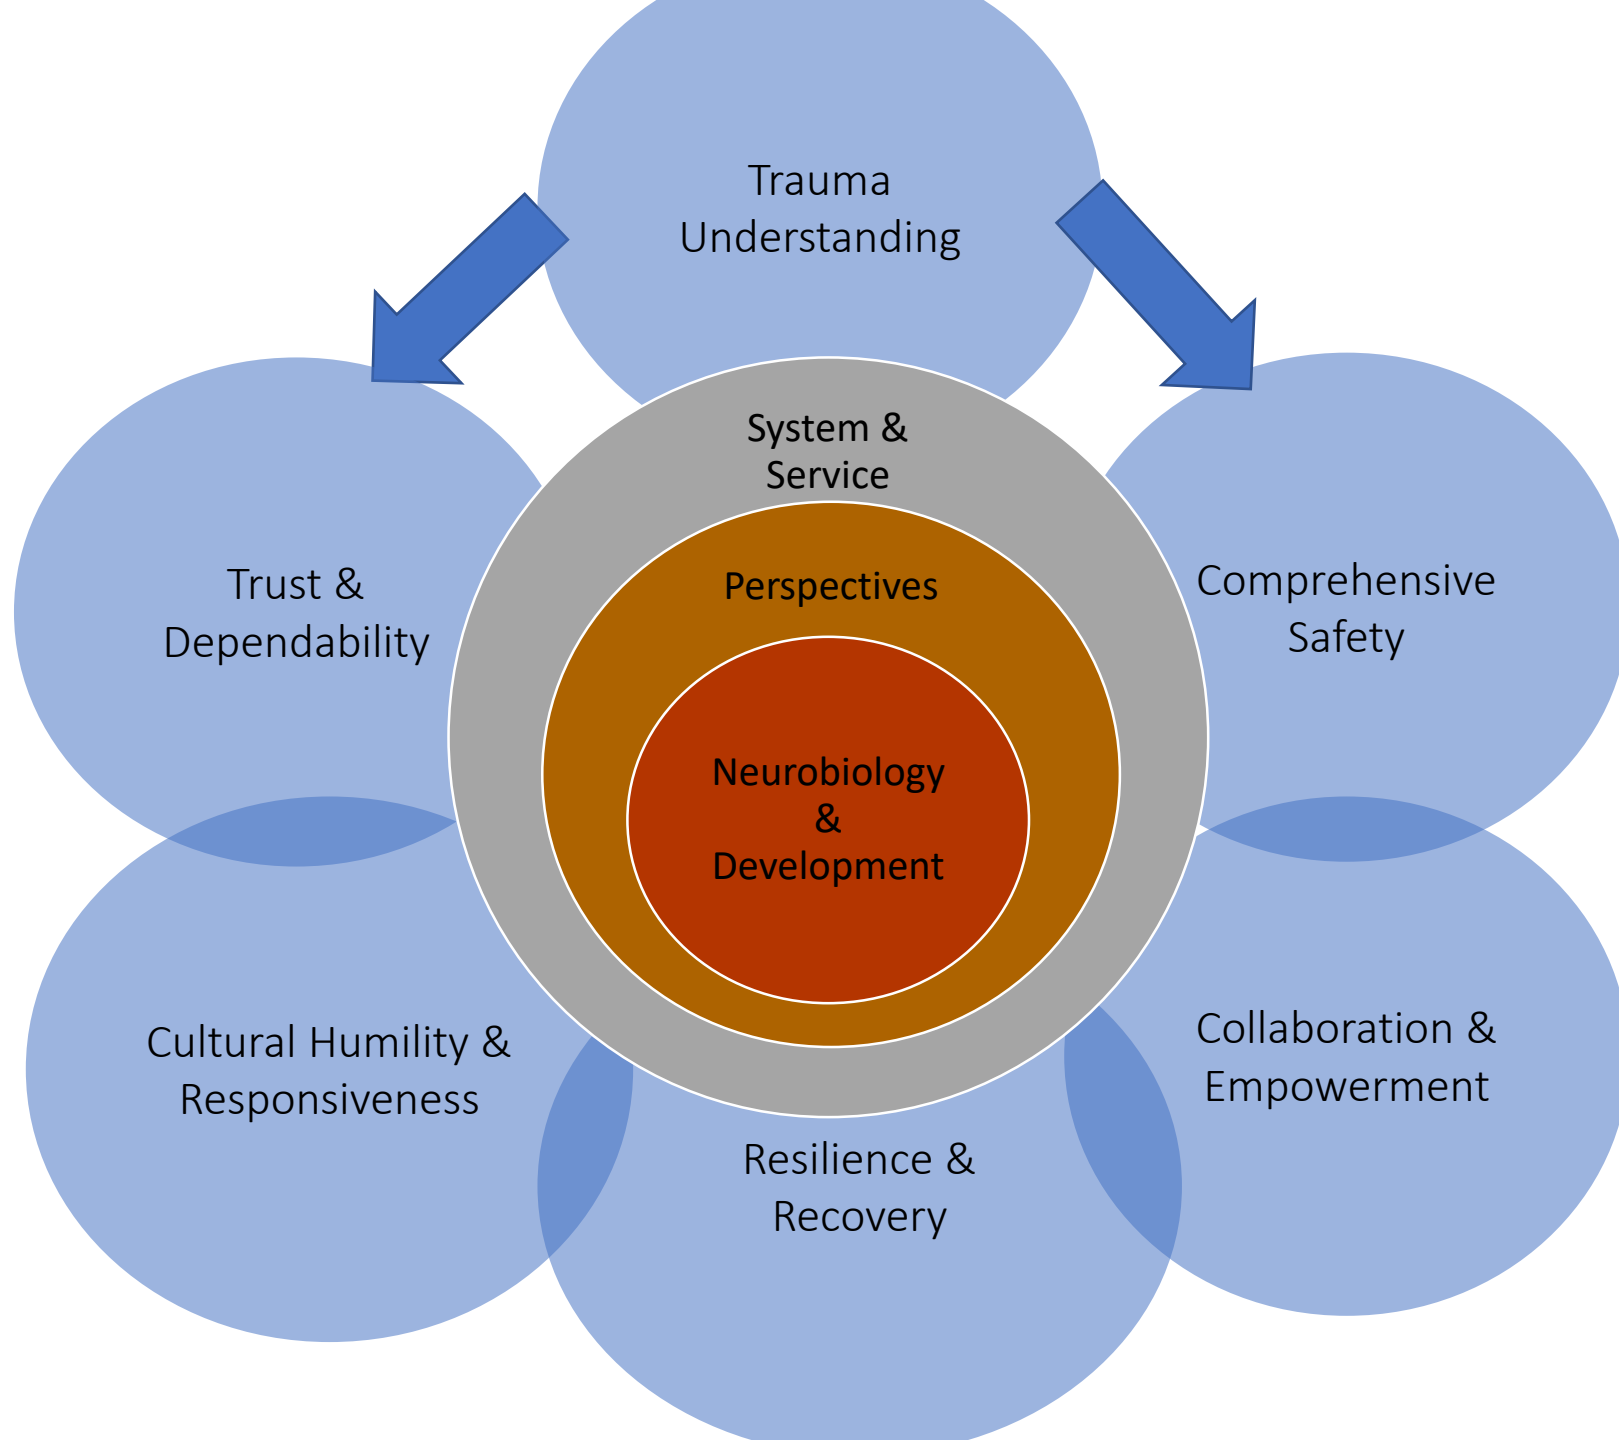 Trauma
Understanding
System &
Service
Perspectives
Trust &
Dependability
Comprehensive
Safety
Neurobiology
&
Development
Cultural Humility &
Responsiveness
Collaboration &
Empowerment
Resilience &
Recovery